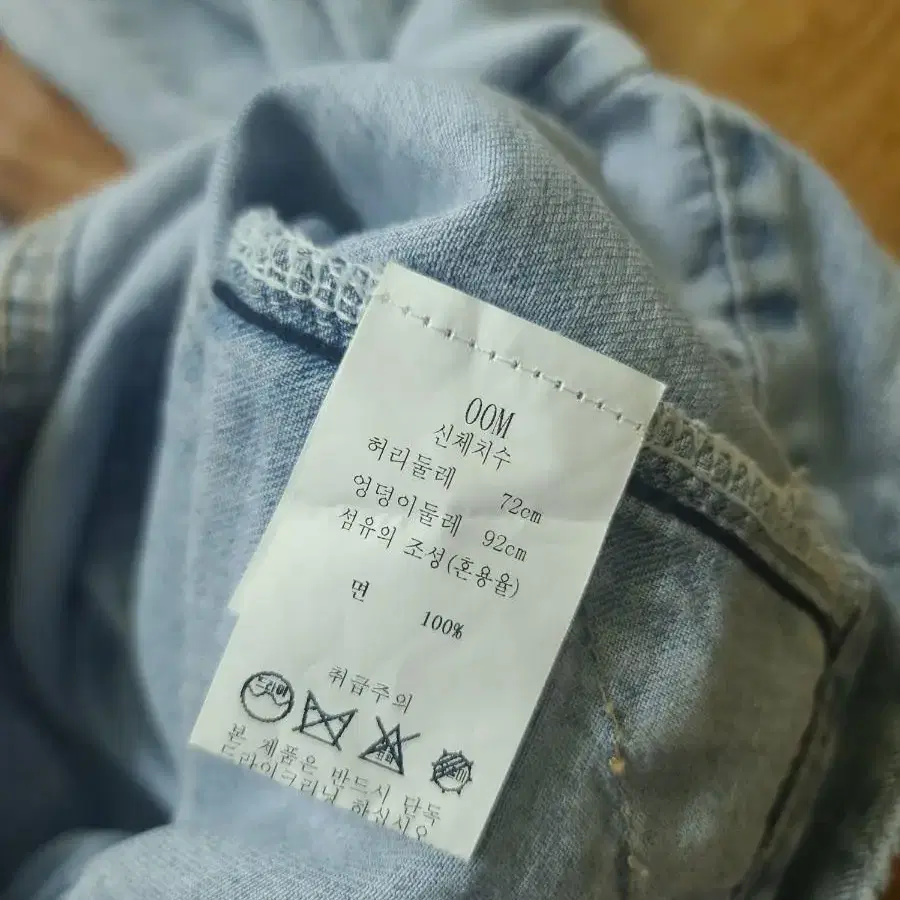 00M
신체치수
허리둘레 72cm
엉덩이둘레 92cm
섬유의 조성(혼용율)
면 100%
취급주의
드라이
본 제품은 반드시 단독
드라이크리닝 하십시오